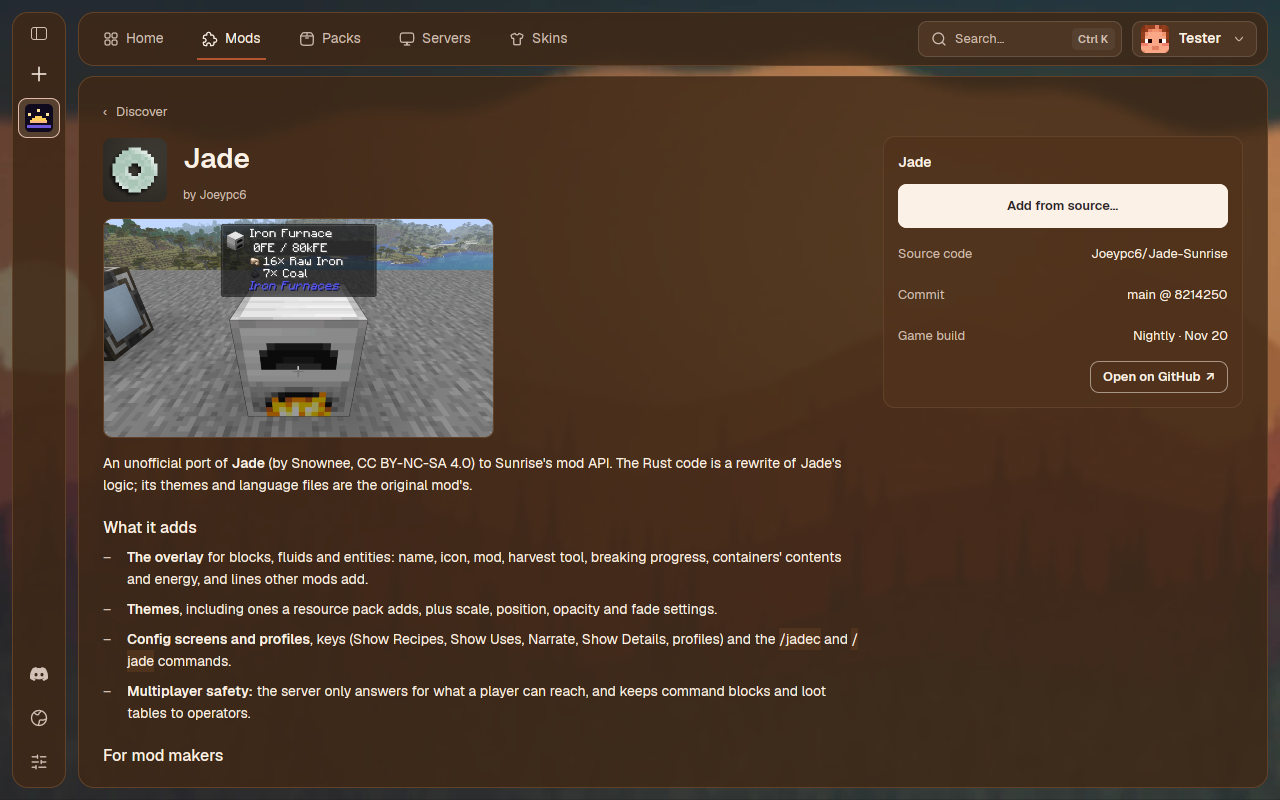 Home
Mods
Packs
Servers
Skins
Search...
Ctrl K
Tester
‹ Discover
Jade
by Joeypc6
Iron Furnace
0FE / 80kFE
16× Raw Iron
7× Coal
Iron Furnaces
An unofficial port of Jade (by Snownee, CC BY-NC-SA 4.0) to Sunrise's mod API. The Rust code is a rewrite of Jade's
logic; its themes and language files are the original mod's.
What it adds
– The overlay for blocks, fluids and entities: name, icon, mod, harvest tool, breaking progress, containers' contents
and energy, and lines other mods add.
– Themes, including ones a resource pack adds, plus scale, position, opacity and fade settings.
– Config screens and profiles, keys (Show Recipes, Show Uses, Narrate, Show Details, profiles) and the /jadec and /
jade commands.
– Multiplayer safety: the server only answers for what a player can reach, and keeps command blocks and loot
tables to operators.
For mod makers
Jade
Add from source...
Source code Joeypc6/Jade-Sunrise
Commit main @ 8214250
Game build Nightly · Nov 20
Open on GitHub ↗